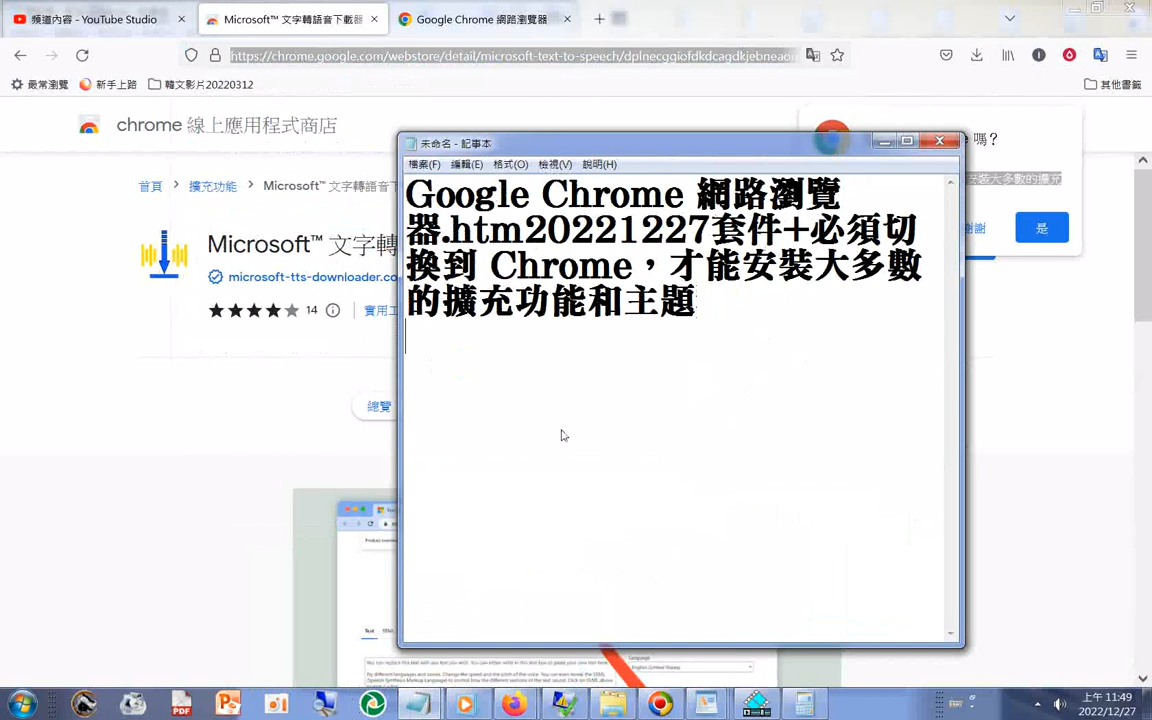 頻道內容 - YouTube Studio
Microsoft™ 文字轉語音下載器
Google Chrome 網路瀏覽器
https://chrome.google.com/webstore/detail/microsoft-text-to-speech/dplnecggiofdkdcagdkjebneaon
最常瀏覽
新手上路
韓文影片20220312
其他書籤
chrome 線上應用程式商店
嗎?
未命名 - 記事本
檔案(F) 編輯(E) 格式(O) 檢視(V) 說明(H)
安裝大多數的擴充
首頁 擴充功能 Microsoft™ 文字轉語音下
Google Chrome 網路瀏覽
器.htm20221227套件+必須切
換到 Chrome,才能安裝大多數
的擴充功能和主題
謝謝
是
Microsoft™ 文字轉
microsoft-tts-downloader.co
14
實用工
總覽
Text
Language
English (United States)
上午 11:49
2022/12/27